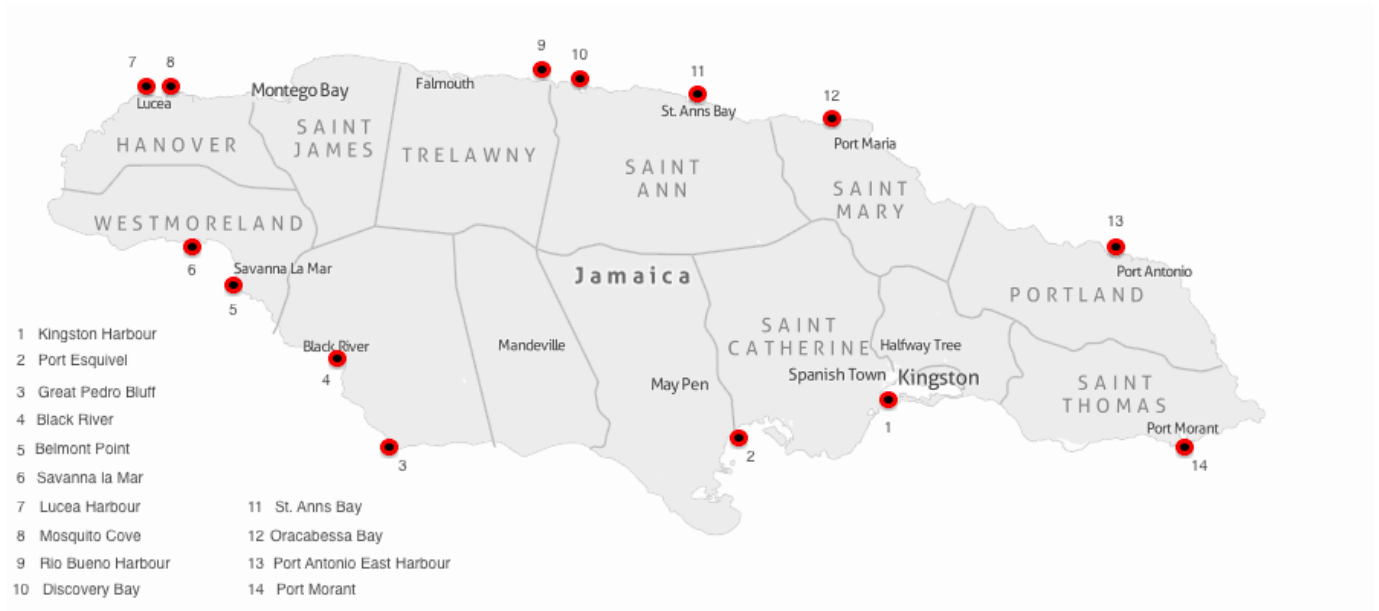 9
7
8
10
11
Montego Bay
Falmouth
12
Lucea
St. Anns Bay
HANOVER
SAINT
JAMES
TRELAWNY
Port Maria
SAINT
ANN
SAINT
MARY
WESTMORELAND
13
6
Savanna La Mar
Jamaica
Port Antonio
5
PORTLAND
SAINT
CATHERINE
Black River
Mandeville
Halfway Tree
4
May Pen
Spanish Town
Kingston
SAINT
THOMAS
1
Port Morant
3
2
14
1 Kingston Harbour
2 Port Esquivel
3 Great Pedro Bluff
4 Black River
5 Belmont Point
6 Savanna la Mar
7 Lucea Harbour
8 Mosquito Cove
9 Rio Bueno Harbour
10 Discovery Bay
11 St. Anns Bay
12 Oracabessa Bay
13 Port Antonio East Harbour
14 Port Morant